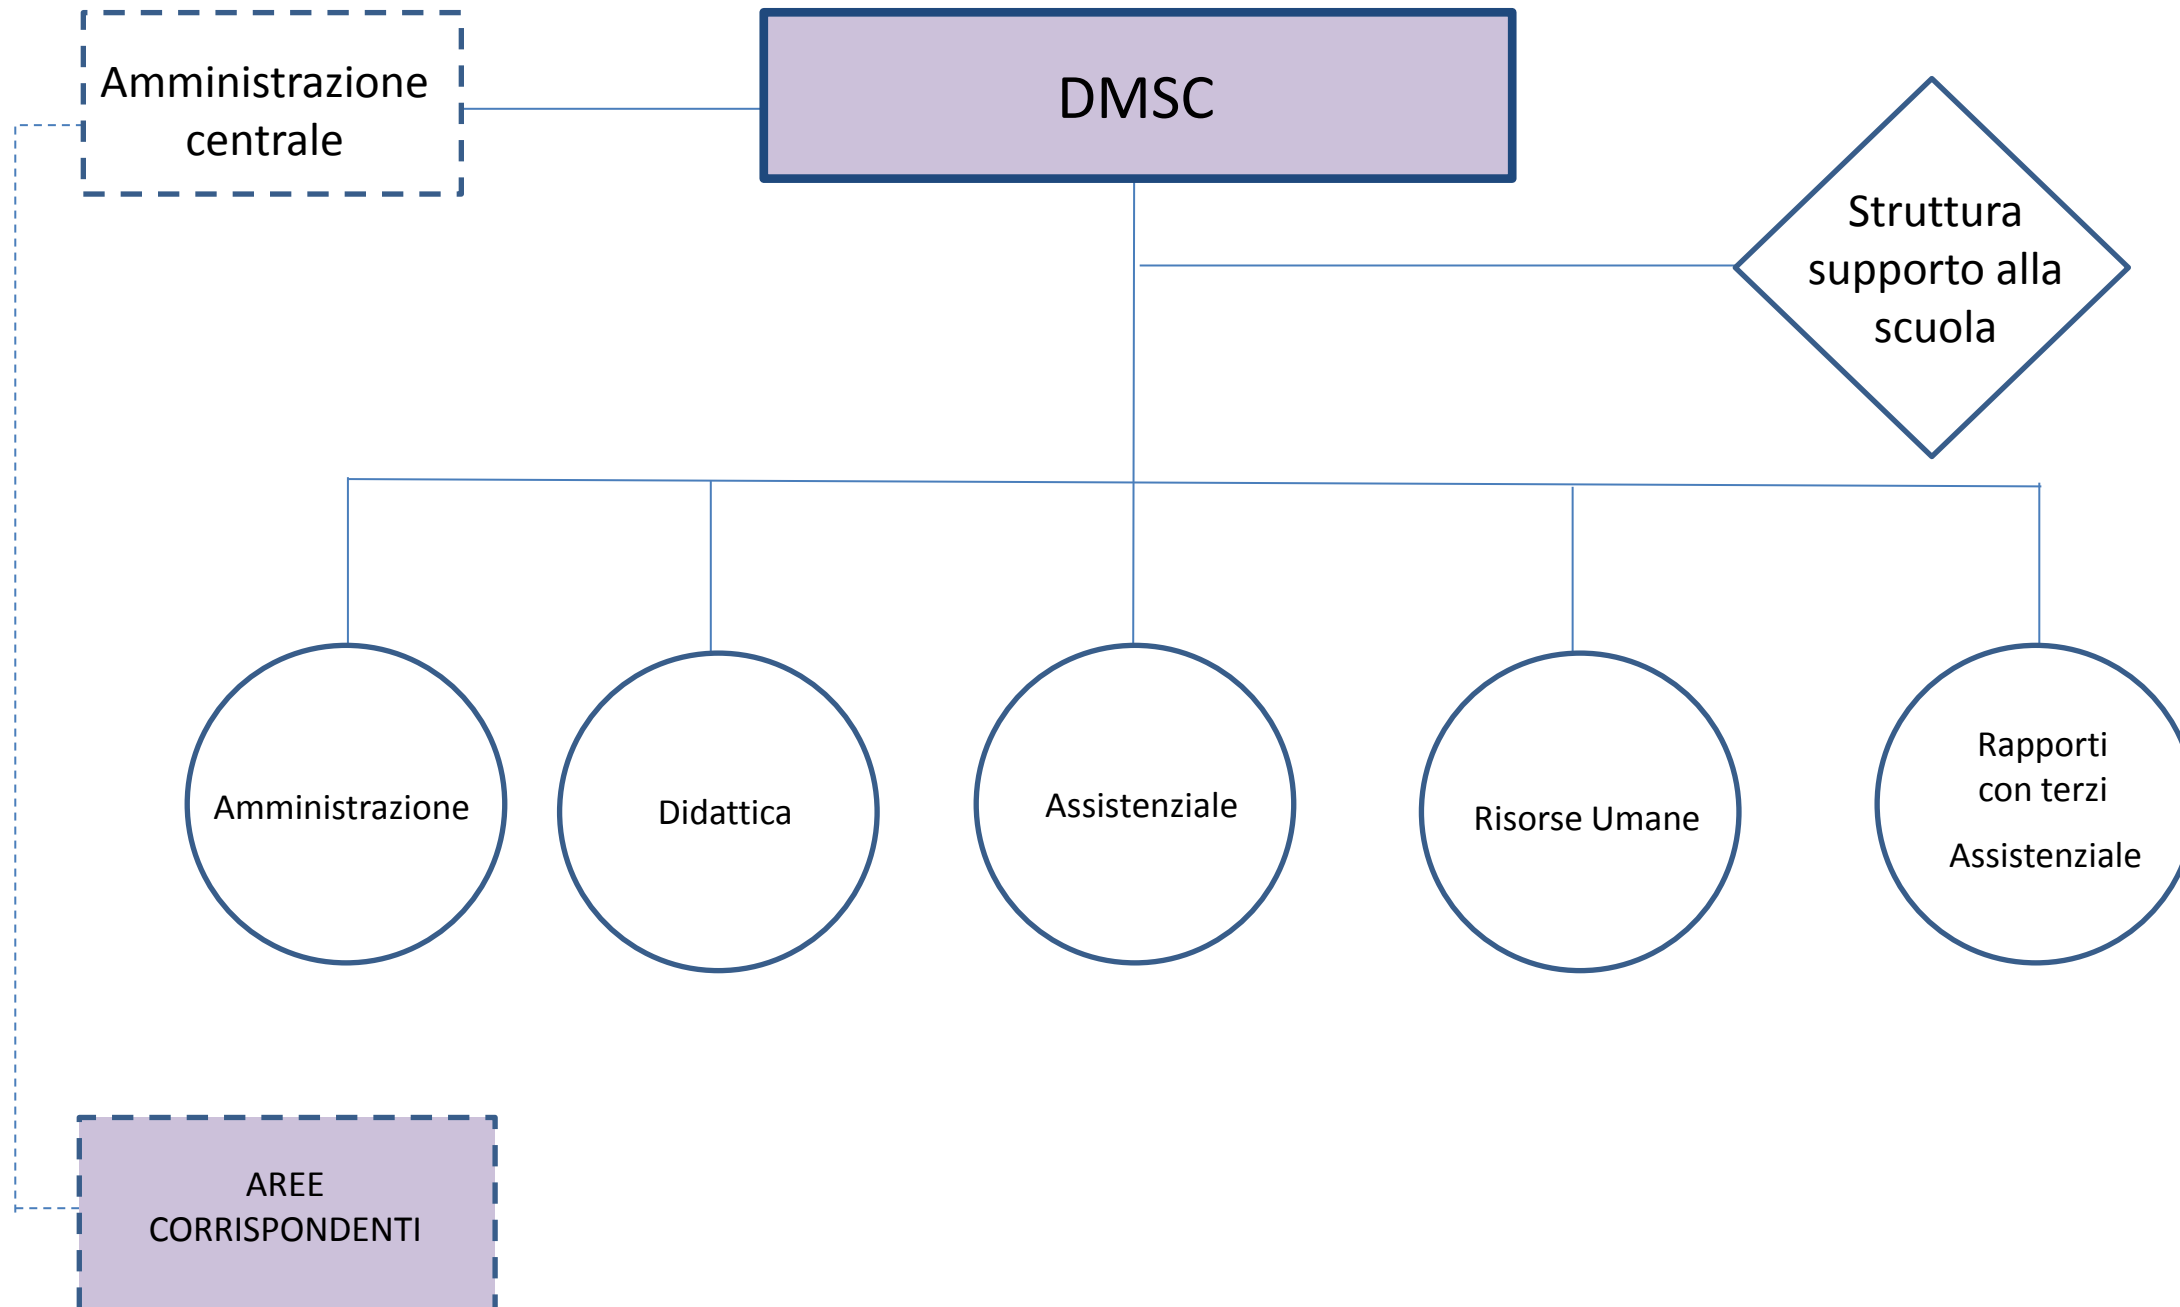 Amministrazione
centrale
DMSC
Struttura
supporto alla
scuola
Amministrazione
Didattica
Assistenziale
Risorse Umane
Rapporti
con terzi
Assistenziale
AREE
CORRISPONDENTI